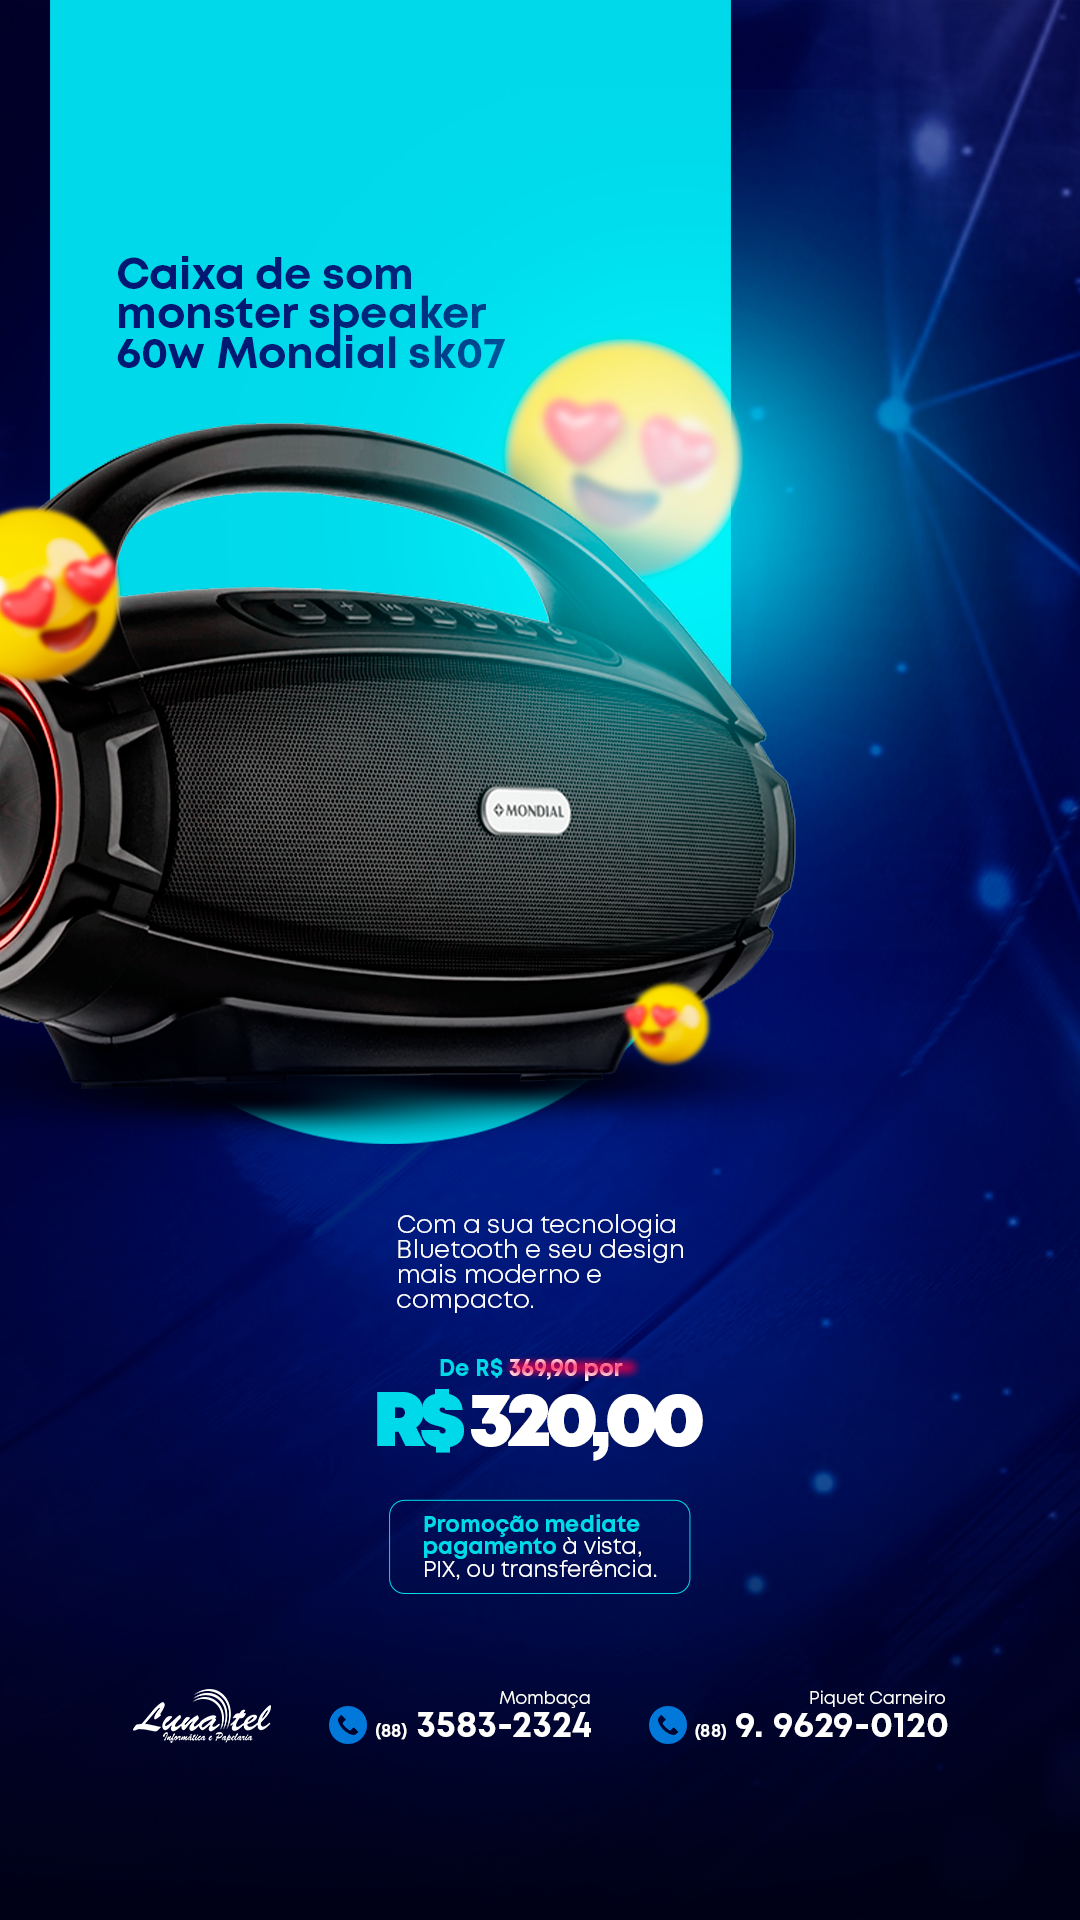 Caixa de som
monster speaker
60w Mondial sk07
MONDIAL
Com a sua tecnologia
Bluetooth e seu design
mais moderno e
compacto.
De R$ 369,90 por
R$ 320,00
Promoção mediate
pagamento à vista,
PIX, ou transferência.
Lunatel
Informática e Papelaria
Mombaça
(88) 3583-2324
Piquet Carneiro
(88) 9. 9629-0120